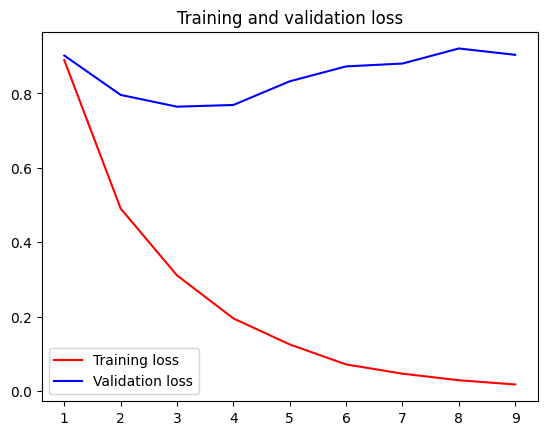 Training and validation loss
0.8
0.6
0.4
0.2
0.0
Training loss
Validation loss
1 2 3 4 5 6 7 8 9